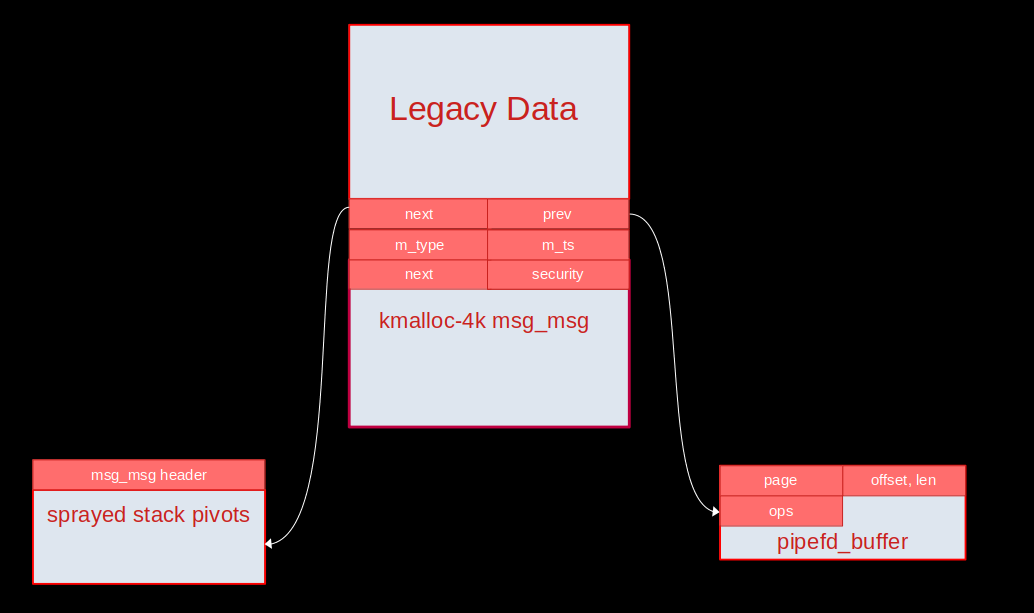 Legacy Data
next prev
m_type m_ts
next security
kmalloc-4k msg_msg
msg_msg header
sprayed stack pivots
page offset, len
ops
pipefd_buffer